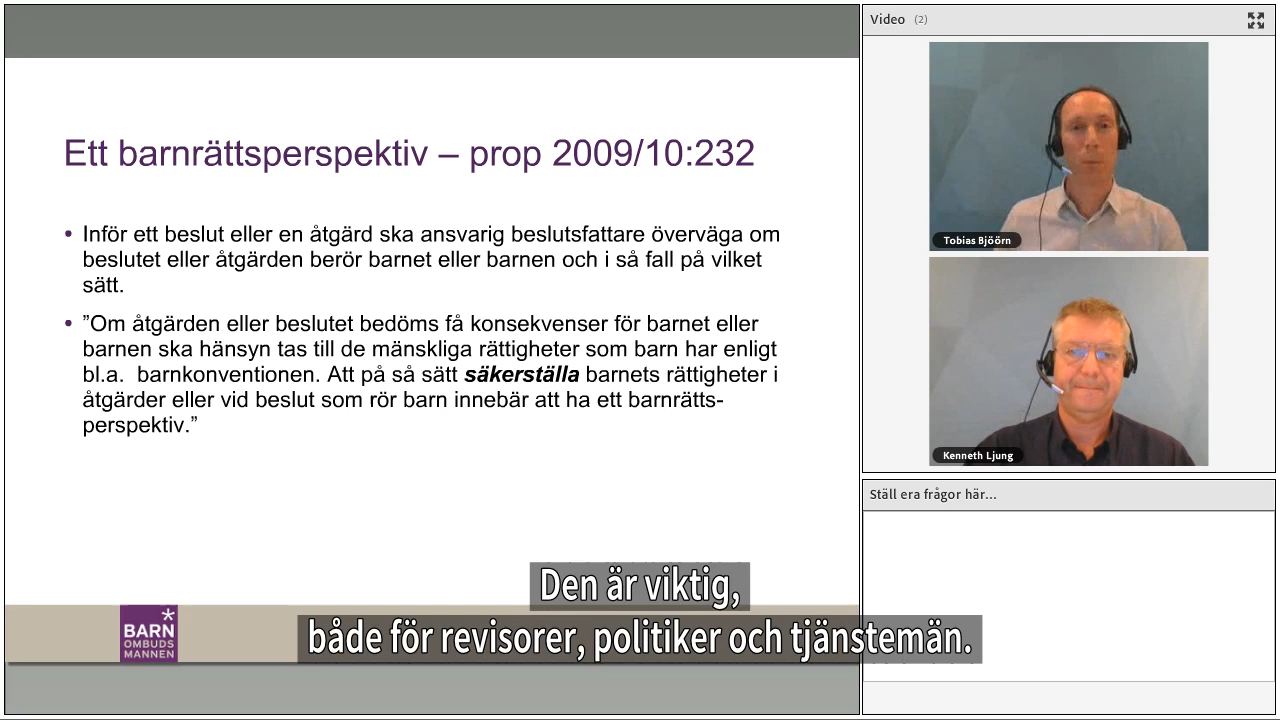 Ett barnrättsperspektiv – prop 2009/10:232
• Inför ett beslut eller en åtgärd ska ansvarig beslutsfattare överväga om
beslutet eller åtgärden berör barnet eller barnen och i så fall på vilket
sätt.
• ”Om åtgärden eller beslutet bedöms få konsekvenser för barnet eller
barnen ska hänsyn tas till de mänskliga rättigheter som barn har enligt
bl.a. barnkonventionen. Att på så sätt säkerställa barnets rättigheter i
åtgärder eller vid beslut som rör barn innebär att ha ett barnrätts-
perspektiv.”
BARN
OMBUDS
MANNEN
Den är viktig,
både för revisorer, politiker och tjänstemän.
Video (2)
Tobias Bjöörn
Kenneth Ljung
Ställ era frågor här...